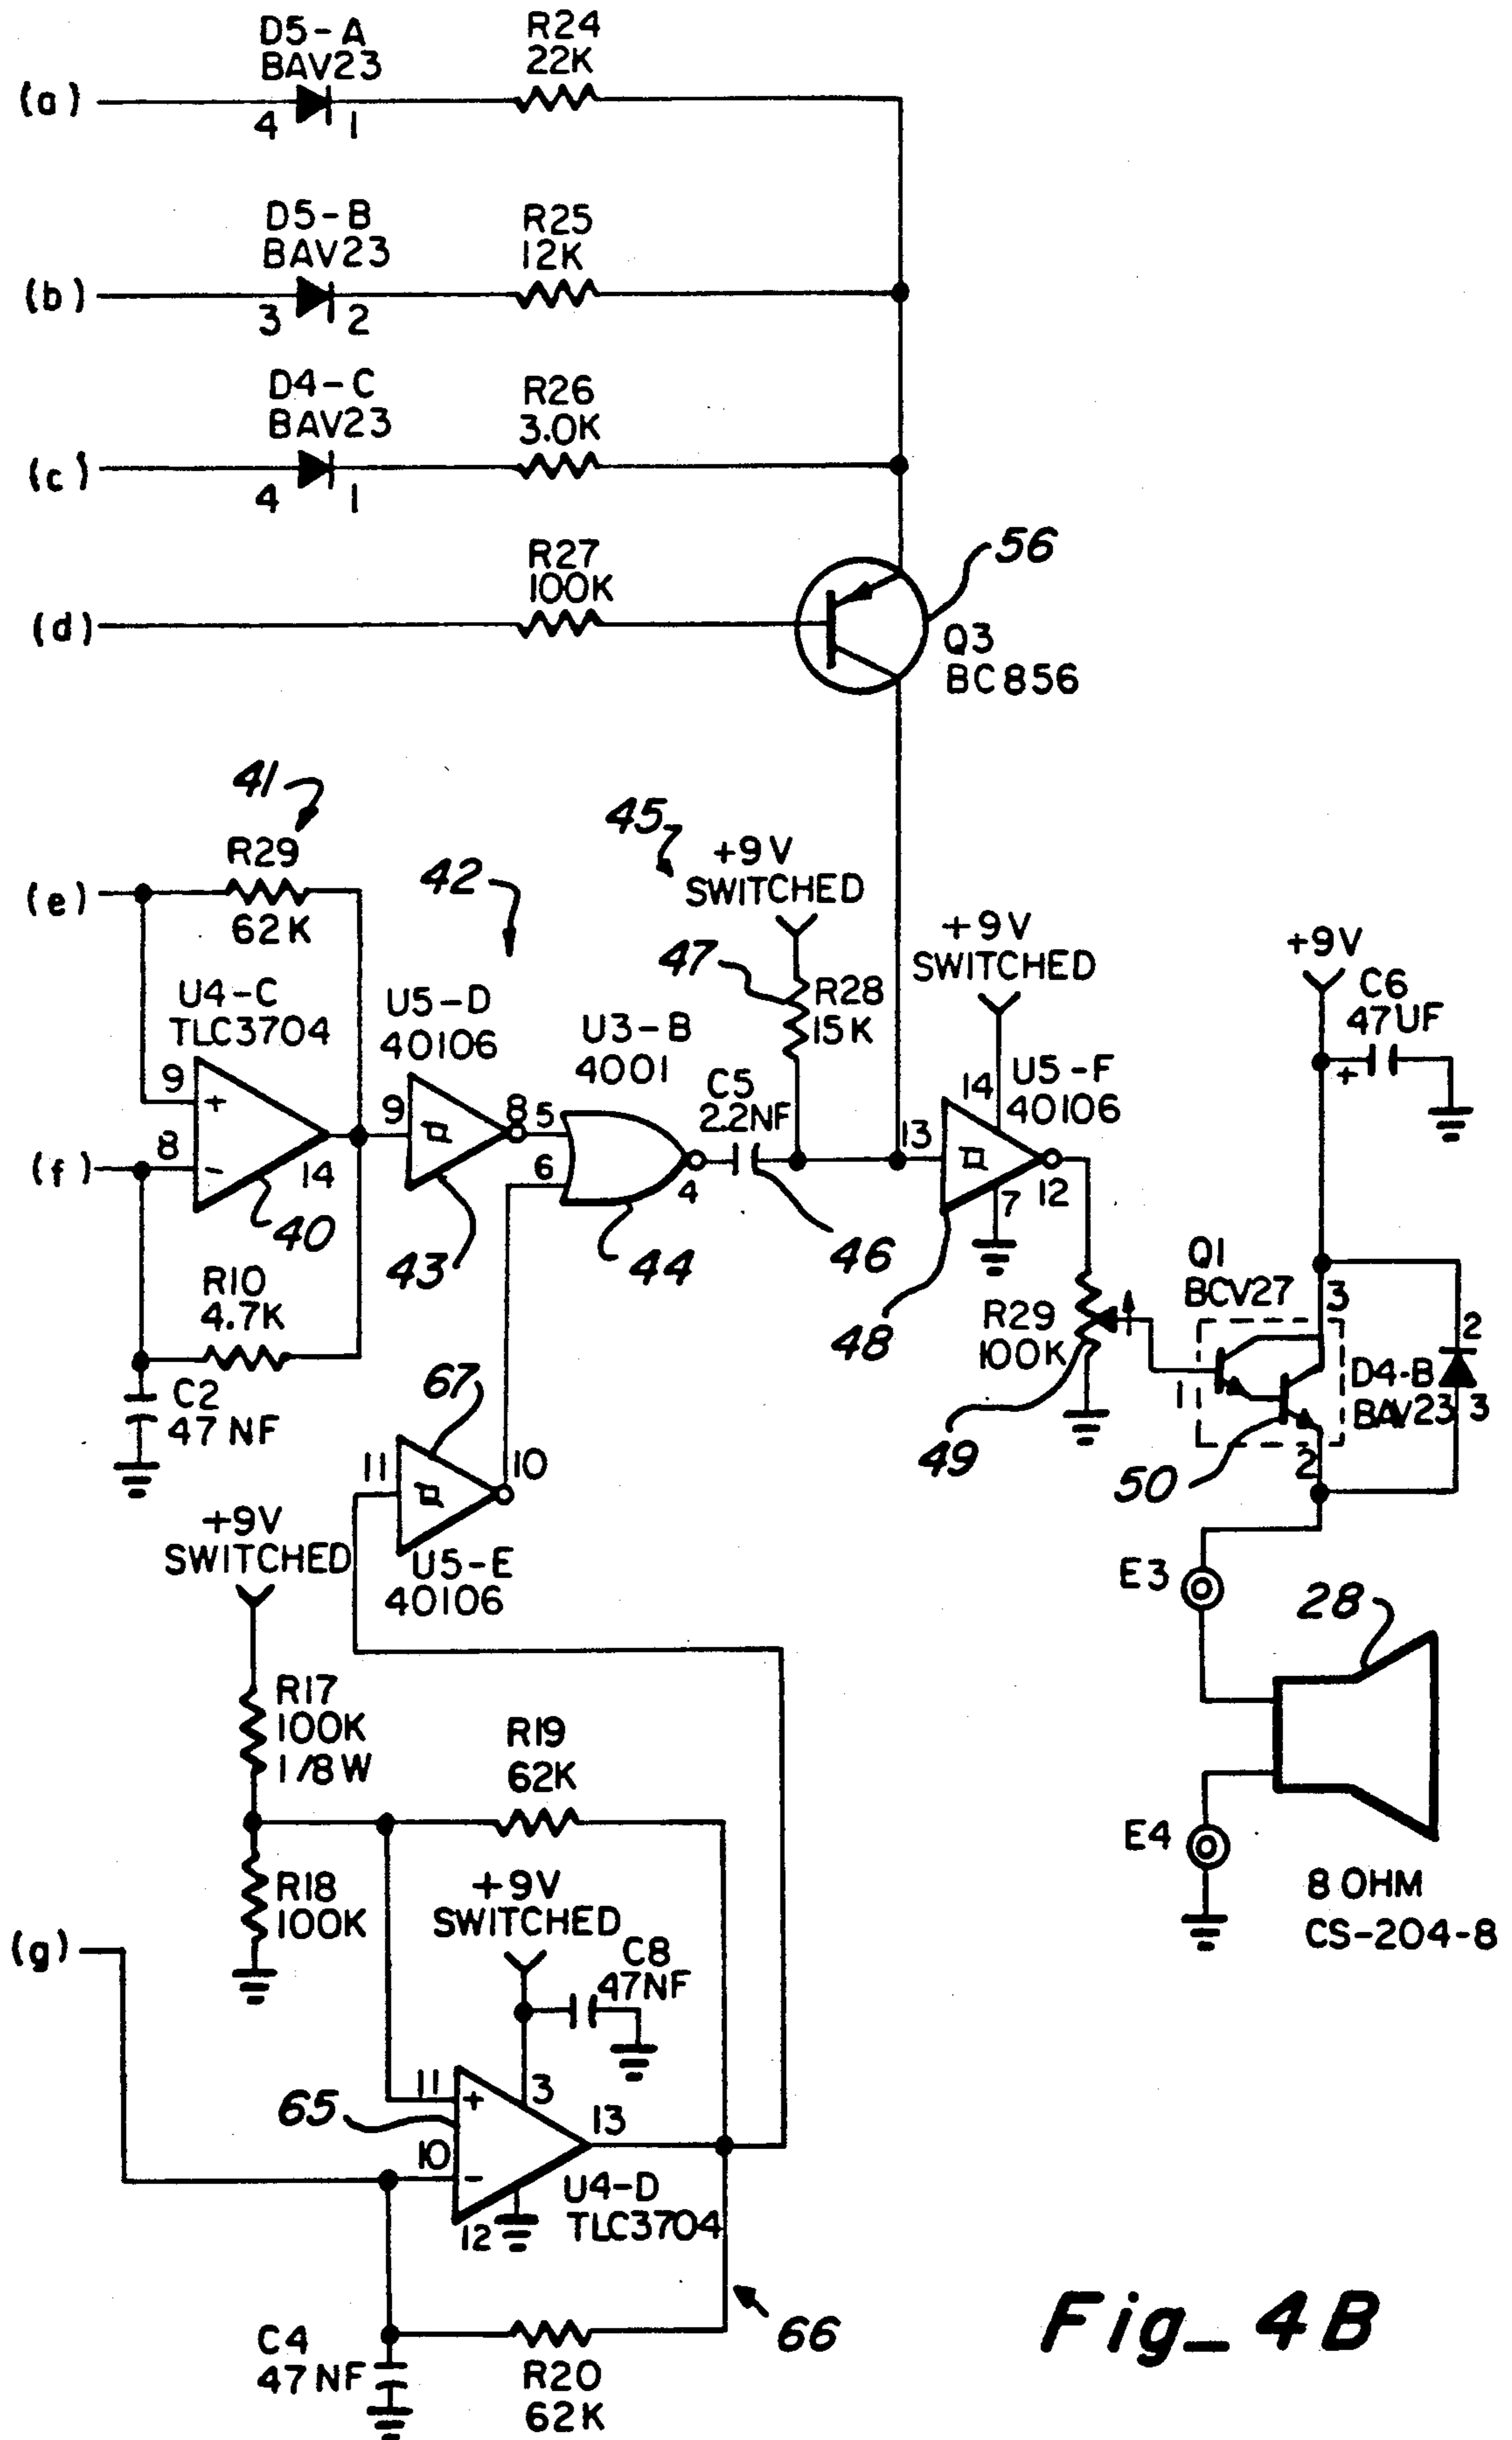 D5-A
BAV23
R24
22K
(a)
4
1
D5-B
BAV23
R25
12K
(b)
3
2
D4-C
BAV23
R26
3.0K
(c)
4
1
R27
100K
(d)
56
Q3
BC856
41
R29
62K
(e)
42
45
+9V
SWITCHED
47
R28
15K
+9V
SWITCHED
+9V
C6
47UF
+
U4-C
TLC3704
9
+
8
-
14
(f)
40
U5-D
40106
9
8
43
U3-B
4001
5
6
4
44
C5
2.2NF
46
13
14
U5-F
40106
7
12
48
R10
4.7K
C2
47NF
R29
100K
49
Q1
BCV27
3
1
2
50
D4-B
BAV23
2
3
67
11
10
U5-E
40106
+9V
SWITCHED
E3
28
R17
100K
1/8W
R19
62K
E4
R18
100K
8 OHM
CS-204-8
(g)
+9V
SWITCHED
C8
47NF
65
11
+
3
13
10
-
12
U4-D
TLC3704
66
C4
47NF
R20
62K
Fig_ 4B